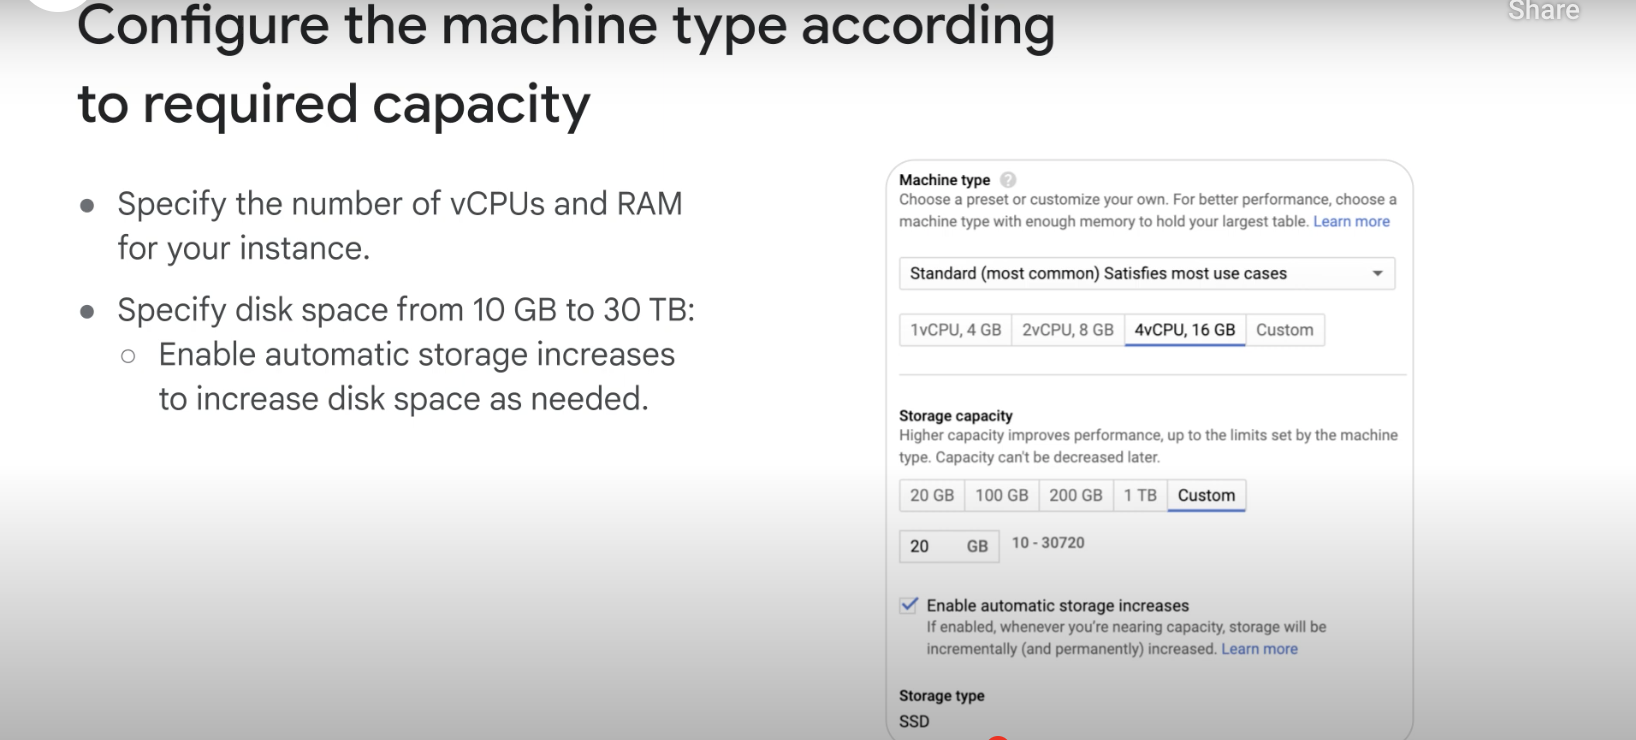 Configure the machine type according
to required capacity
Share
● Specify the number of vCPUs and RAM
for your instance.
● Specify disk space from 10 GB to 30 TB:
○ Enable automatic storage increases
to increase disk space as needed.
Machine type ?
Choose a preset or customize your own. For better performance, choose a
machine type with enough memory to hold your largest table. Learn more
Standard (most common) Satisfies most use cases
1vCPU, 4 GB 2vCPU, 8 GB 4vCPU, 16 GB Custom
Storage capacity
Higher capacity improves performance, up to the limits set by the machine
type. Capacity can't be decreased later.
20 GB 100 GB 200 GB 1 TB Custom
20 GB 10 - 30720
Enable automatic storage increases
If enabled, whenever you're nearing capacity, storage will be
incrementally (and permanently) increased. Learn more
Storage type
SSD